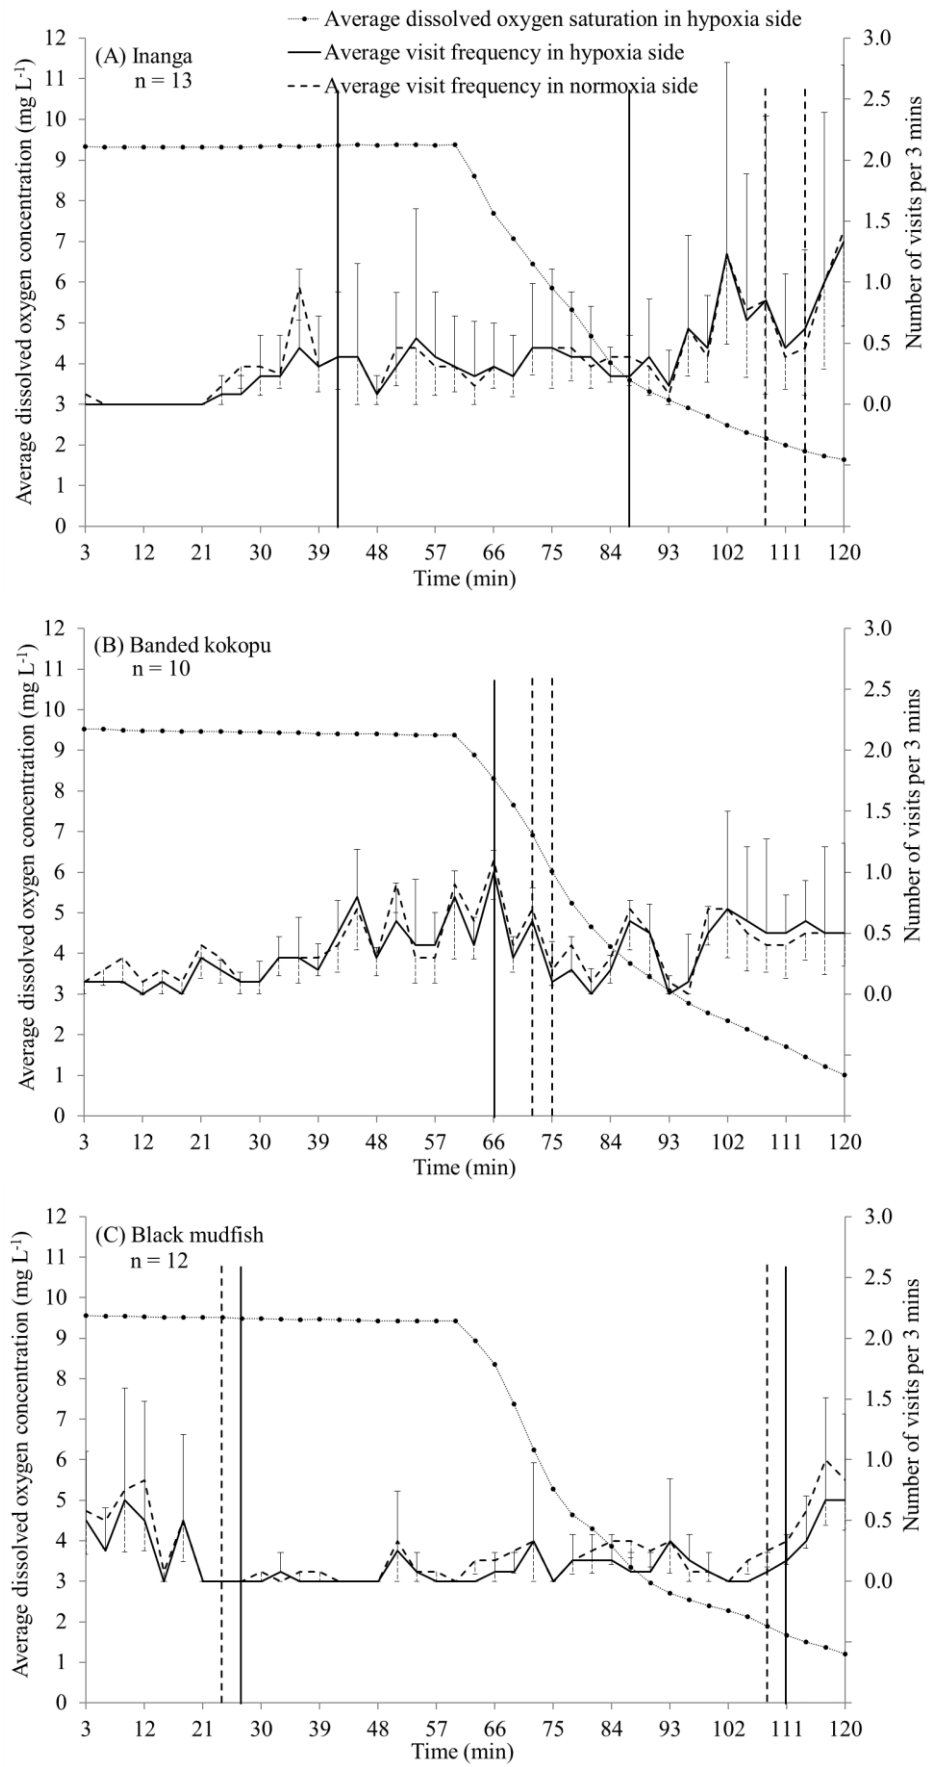 Average dissolved oxygen saturation in hypoxia side
Average visit frequency in hypoxia side
Average visit frequency in normoxia side
(A) Inanga
n = 13
Average dissolved oxygen concentration (mg L⁻¹)
12
11
10
9
8
7
6
5
4
3
2
1
0
3.0
2.5
2.0
1.5
1.0
0.5
0.0
Number of visits per 3 mins
3 12 21 30 39 48 57 66 75 84 93 102 111 120
Time (min)
(B) Banded kokopu
n = 10
Average dissolved oxygen concentration (mg L⁻¹)
12
11
10
9
8
7
6
5
4
3
2
1
0
3.0
2.5
2.0
1.5
1.0
0.5
0.0
Number of visits per 3 mins
3 12 21 30 39 48 57 66 75 84 93 102 111 120
Time (min)
(C) Black mudfish
n = 12
Average dissolved oxygen concentration (mg L⁻¹)
12
11
10
9
8
7
6
5
4
3
2
1
0
3.0
2.5
2.0
1.5
1.0
0.5
0.0
Number of visits per 3 mins
3 12 21 30 39 48 57 66 75 84 93 102 111 120
Time (min)